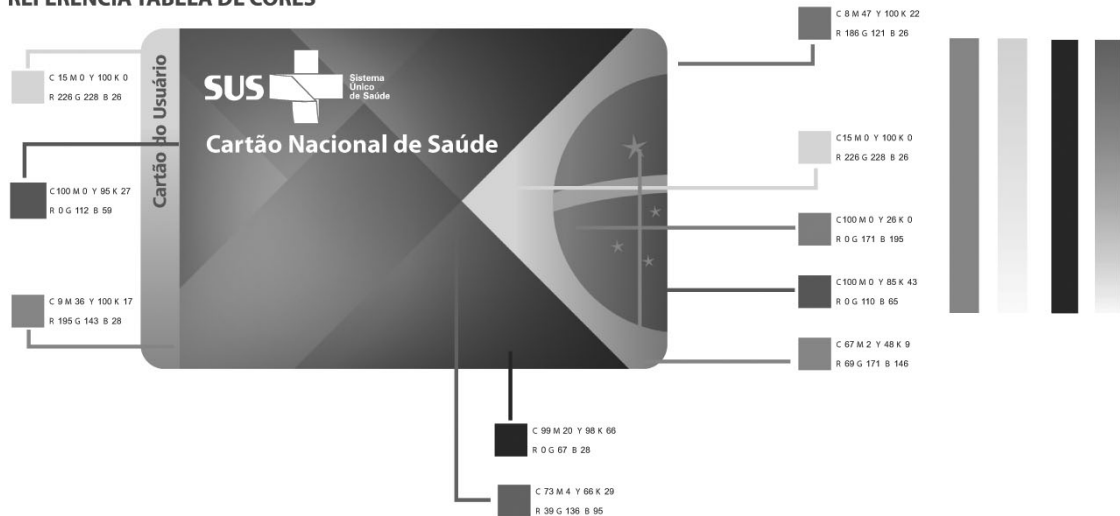 REFERÊNCIA TABELA DE CORES
C 15 M 0 Y 100 K 0
R 226 G 228 B 26
C 100 M 0 Y 95 K 27
R 0 G 112 B 59
C 9 M 36 Y 100 K 17
R 195 G 143 B 28
Cartão do Usuário
SUS
Sistema
Único
de Saúde
Cartão Nacional de Saúde
C 8 M 47 Y 100 K 22
R 186 G 121 B 26
C15 M 0 Y 100 K 0
R 226 G 228 B 26
C100 M 0 Y 26 K 0
R 0 G 171 B 195
C100 M 0 Y 85 K 43
R 0 G 110 B 65
C 67 M 2 Y 48 K 9
R 69 G 171 B 146
C 99 M 20 Y 98 K 66
R 0 G 67 B 28
C 73 M 4 Y 66 K 29
R 39 G 136 B 95